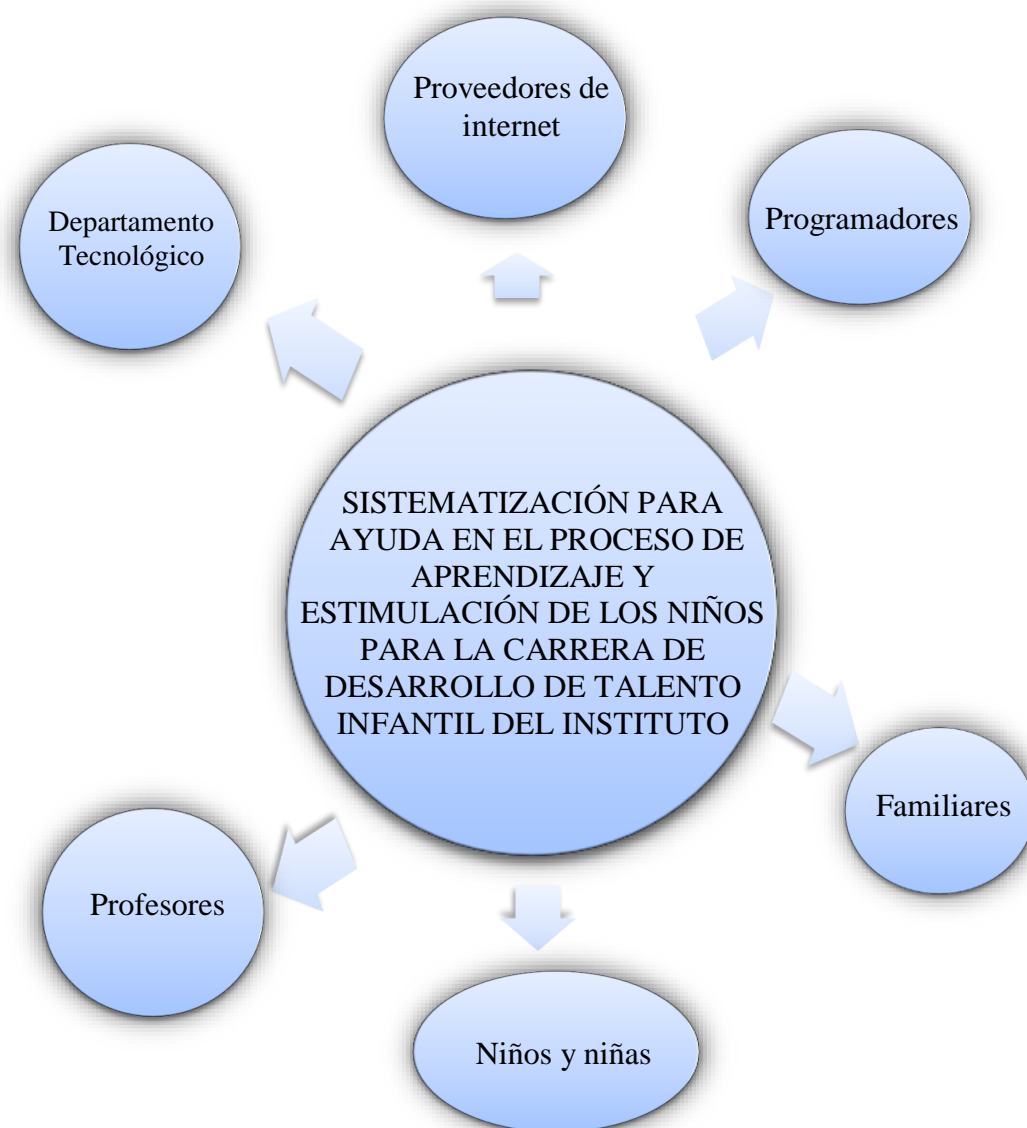 Proveedores de
internet
Departamento
Tecnológico
Programadores
SISTEMATIZACIÓN PARA
AYUDA EN EL PROCESO DE
APRENDIZAJE Y
ESTIMULACIÓN DE LOS NIÑOS
PARA LA CARRERA DE
DESARROLLO DE TALENTO
INFANTIL DEL INSTITUTO
Familiares
Profesores
Niños y niñas